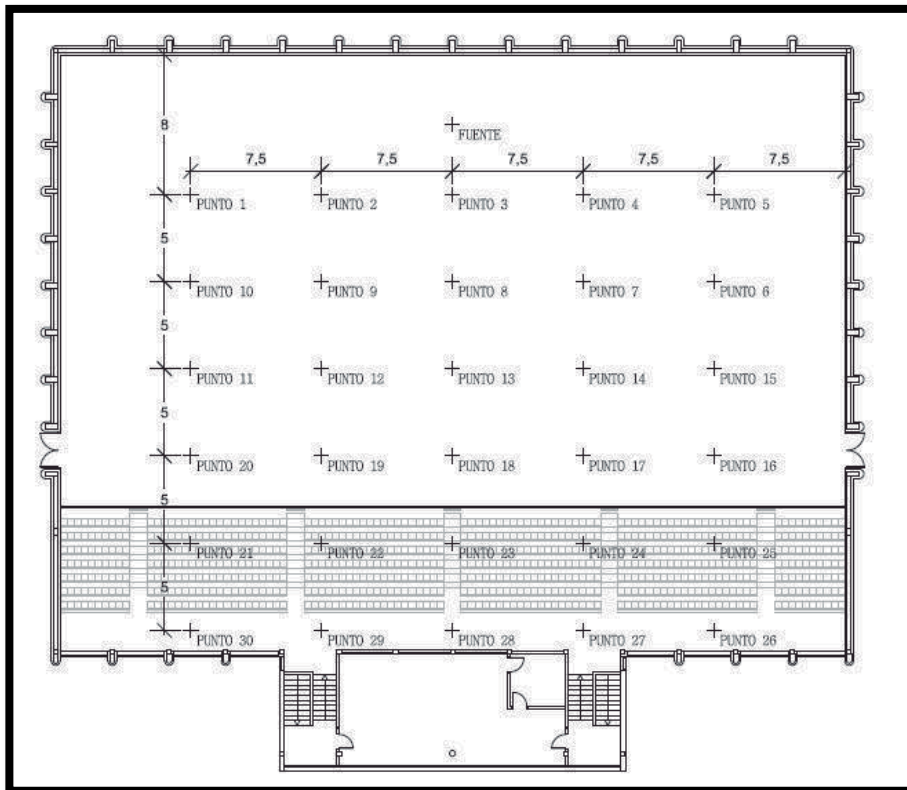 8
FUENTE
7,5 7,5 7,5 7,5 7,5
PUNTO 1 PUNTO 2 PUNTO 3 PUNTO 4 PUNTO 5
5
PUNTO 10 PUNTO 9 PUNTO 8 PUNTO 7 PUNTO 6
5
PUNTO 11 PUNTO 12 PUNTO 13 PUNTO 14 PUNTO 15
5
PUNTO 20 PUNTO 19 PUNTO 18 PUNTO 17 PUNTO 16
5
PUNTO 21 PUNTO 22 PUNTO 23 PUNTO 24 PUNTO 25
5
PUNTO 30 PUNTO 29 PUNTO 28 PUNTO 27 PUNTO 26